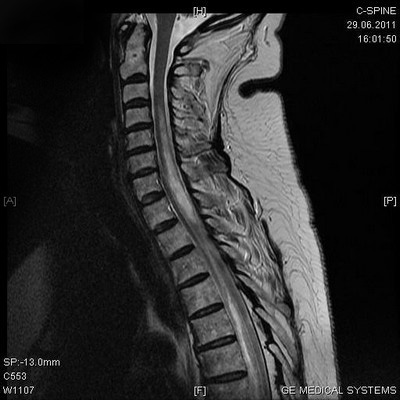 [H]
C-SPINE
29.06.2011
16:01:50
[A]
[P]
SP:-13.0mm
C553
W1107
[F]
GE MEDICAL SYSTEMS